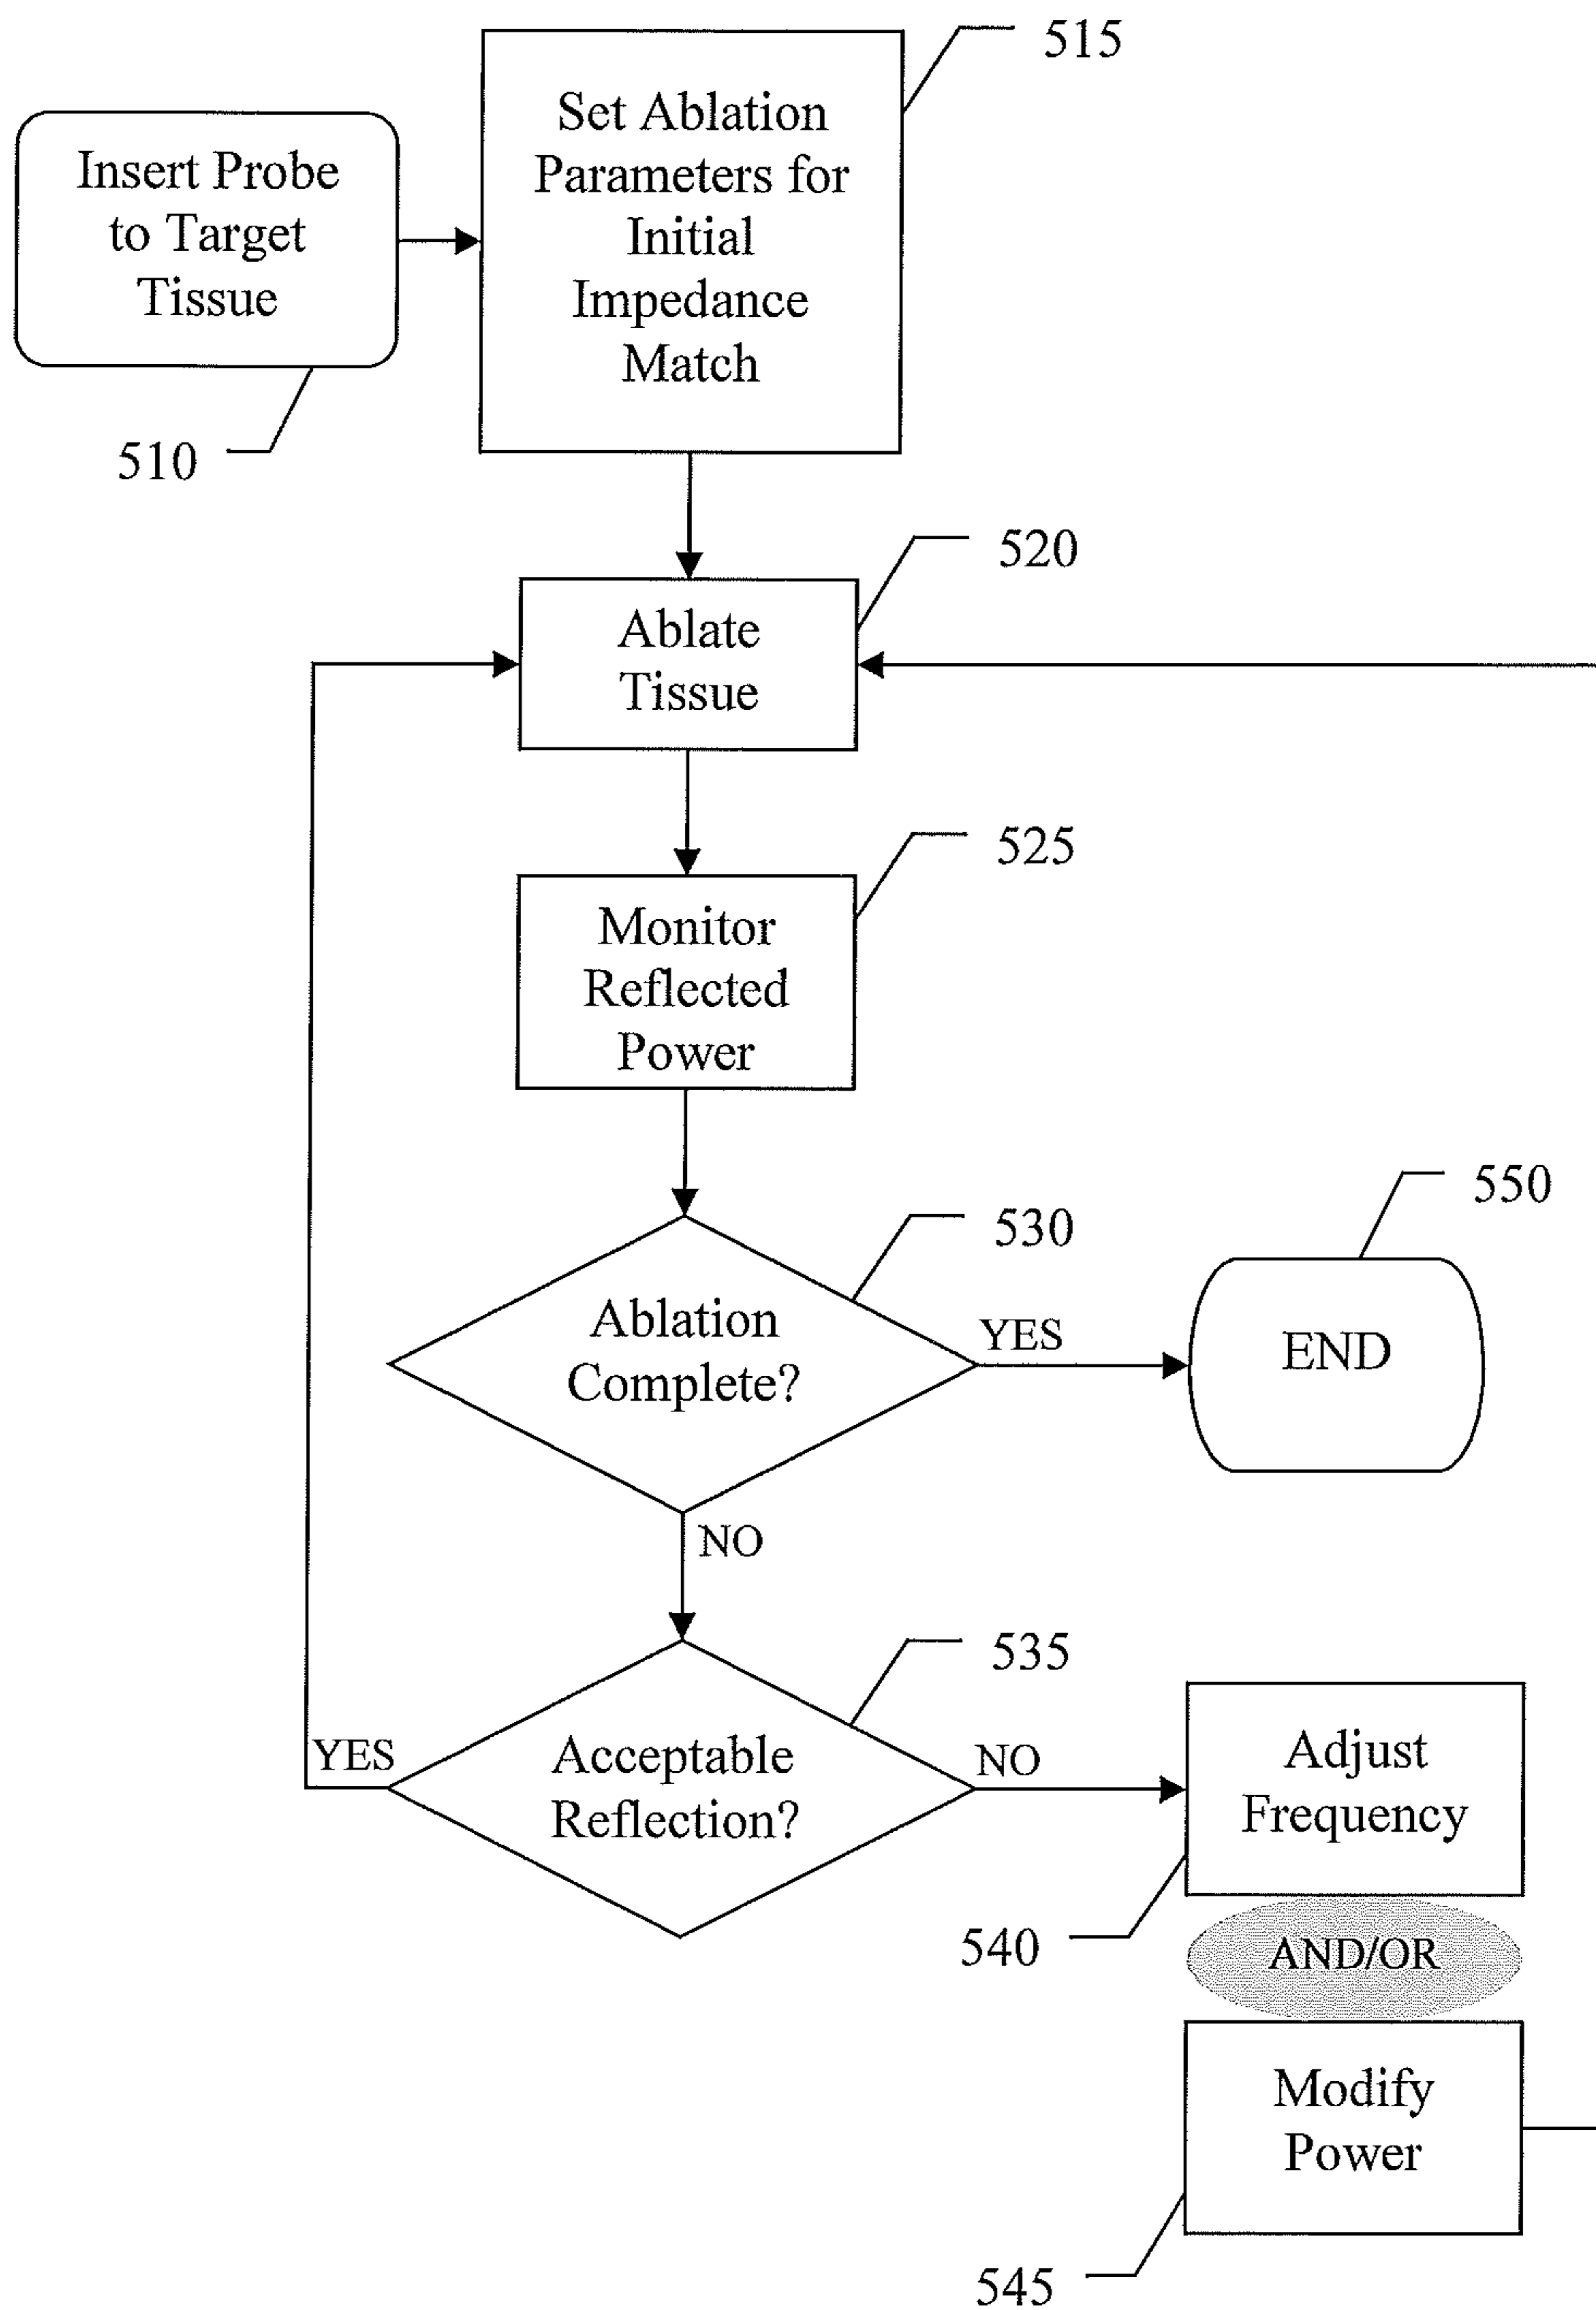 515
Set Ablation
Parameters for
Initial
Impedance
Match
Insert Probe
to Target
Tissue
510
520
Ablate
Tissue
525
Monitor
Reflected
Power
530
Ablation
Complete?
YES
550
END
NO
535
Acceptable
Reflection?
YES
NO
Adjust
Frequency
540
AND/OR
Modify
Power
545